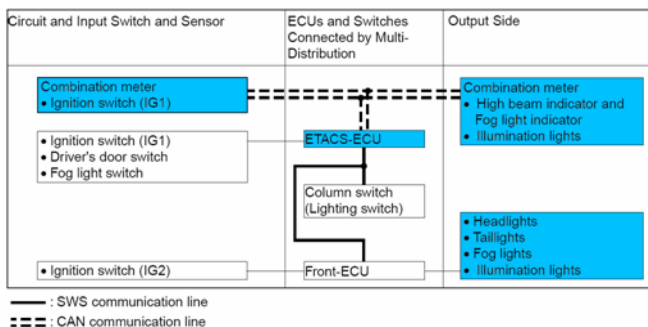 Circuit and Input Switch and Sensor
ECUs and Switches
Connected by Multi-
Distribution
Output Side
Combination meter
• Ignition switch (IG1)
Combination meter
• High beam indicator and
Fog light indicator
• Illumination lights
• Ignition switch (IG1)
• Driver's door switch
• Fog light switch
ETACS-ECU
Column switch
(Lighting switch)
• Headlights
• Taillights
• Fog lights
• Illumination lights
• Ignition switch (IG2)
Front-ECU
: SWS communication line
: CAN communication line